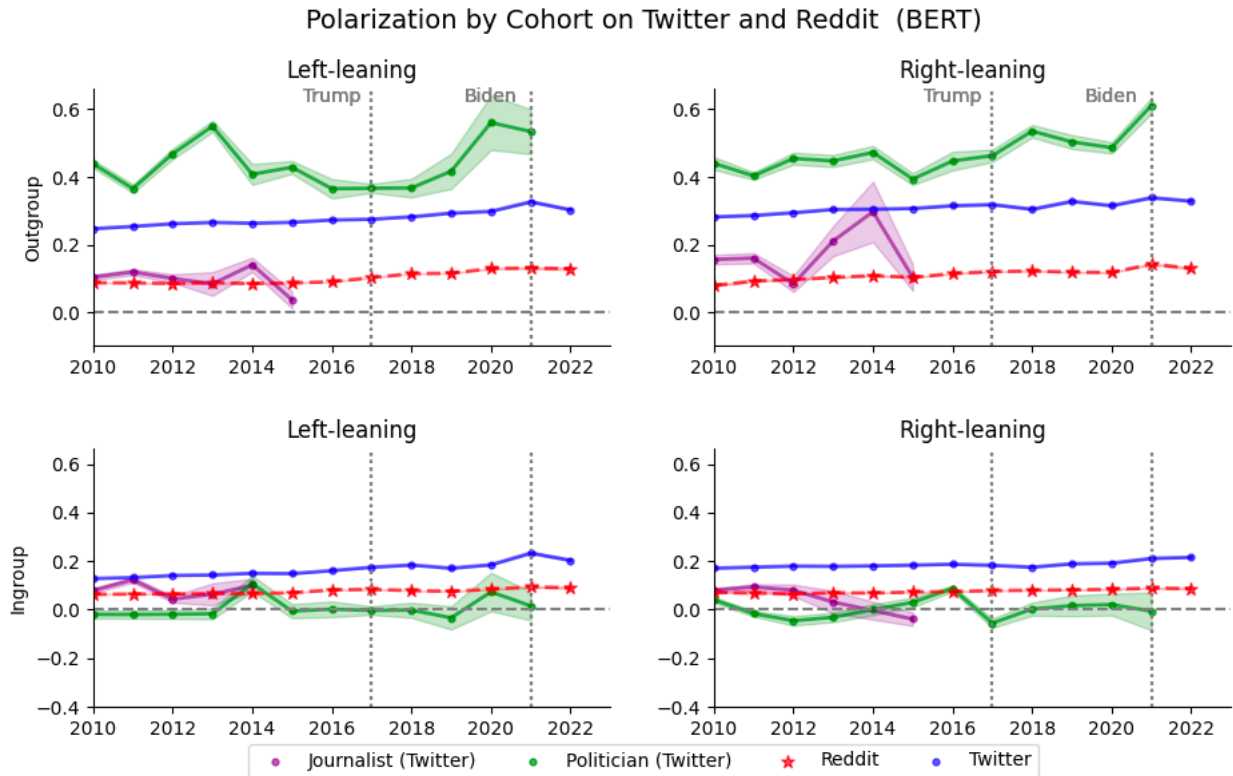 Polarization by Cohort on Twitter and Reddit (BERT)
Left-leaning
Right-leaning
Trump
Biden
Trump
Biden
Outgroup
0.6
0.4
0.2
0.0
2010 2012 2014 2016 2018 2020 2022
0.6
0.4
0.2
0.0
2010 2012 2014 2016 2018 2020 2022
Left-leaning
Right-leaning
Ingroup
0.6
0.4
0.2
0.0
−0.2
−0.4
2010 2012 2014 2016 2018 2020 2022
0.6
0.4
0.2
0.0
−0.2
−0.4
2010 2012 2014 2016 2018 2020 2022
Journalist (Twitter) Politician (Twitter) Reddit Twitter